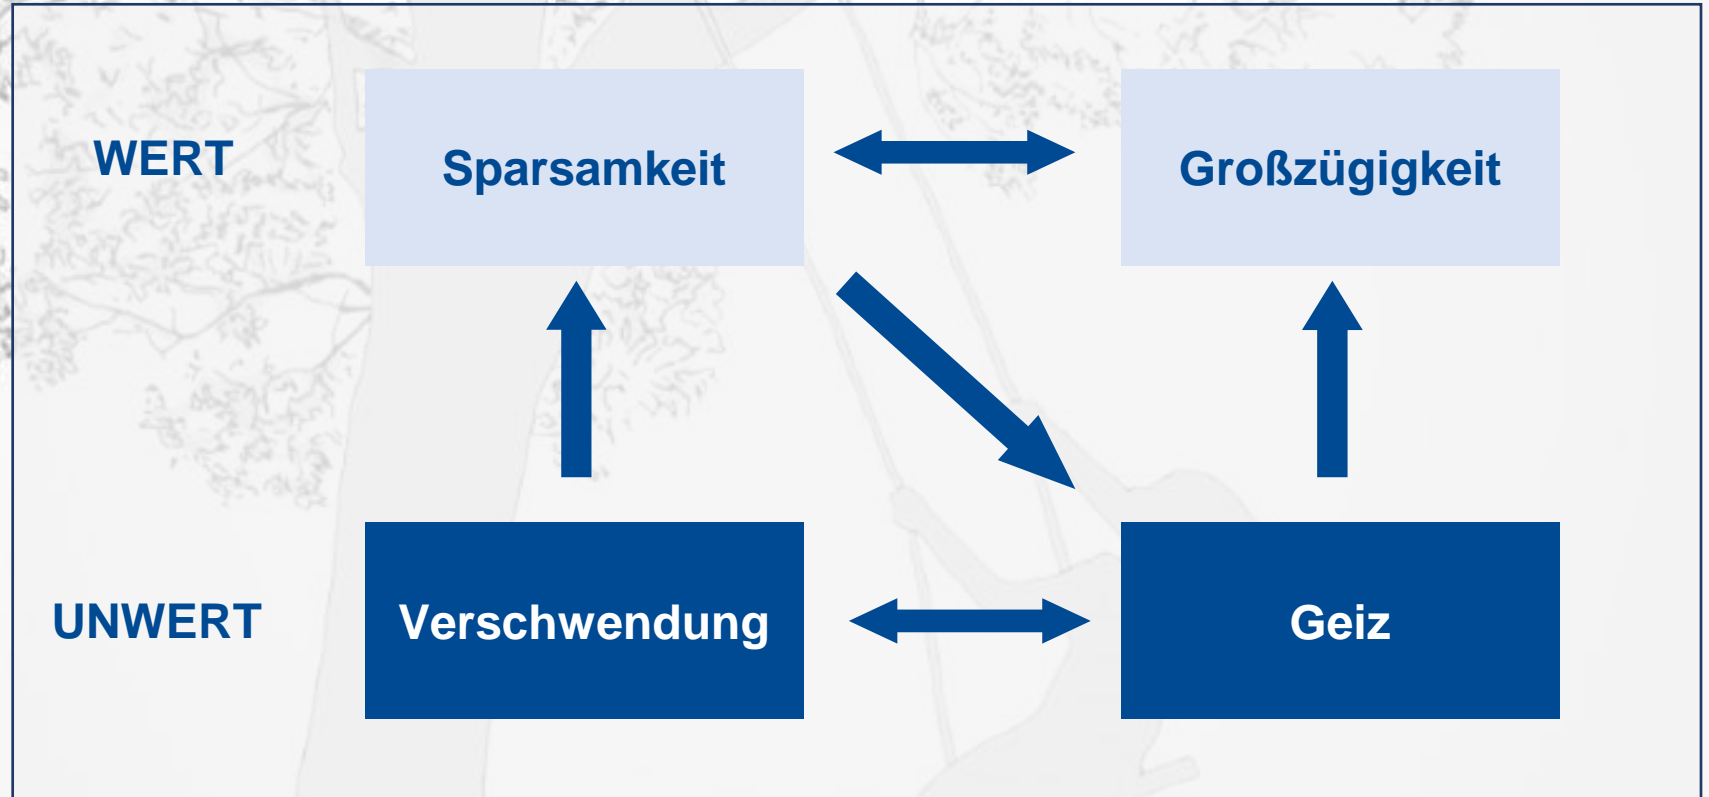 WERT
Sparsamkeit
Großzügigkeit
UNWERT
Verschwendung
Geiz